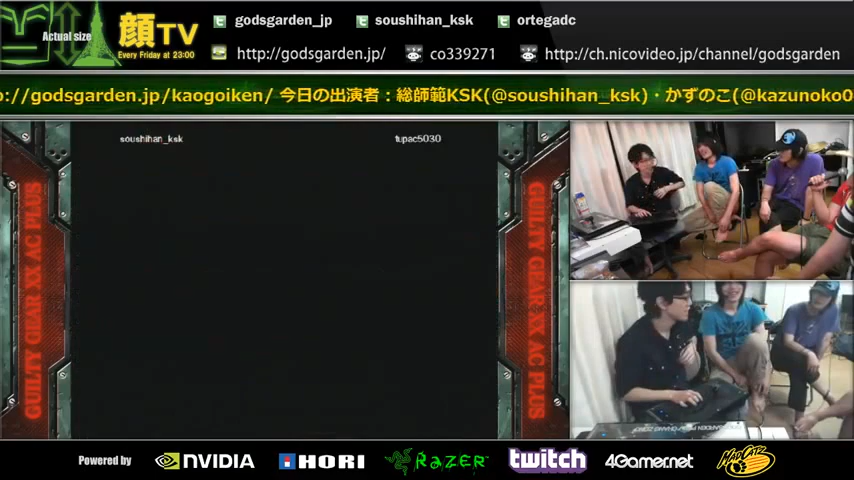 Actual size
顔TV
Every Friday at 23:00
godsgarden_jp soushihan_ksk ortegadc
http://godsgarden.jp/ co339271 http://ch.nicovideo.jp/channel/godsgarden
://godsgarden.jp/kaogoiken/ 今日の出演者：総師範KSK(@soushihan_ksk)・かずのこ(@kazunoko0
soushihan_ksk tupac5030
GUILTY GEAR XX AC PLUS
GUILTY GEAR XX AC PLUS
Powered by NVIDIA HORI RAZER twitch 4Gamer.net MAD CATZ